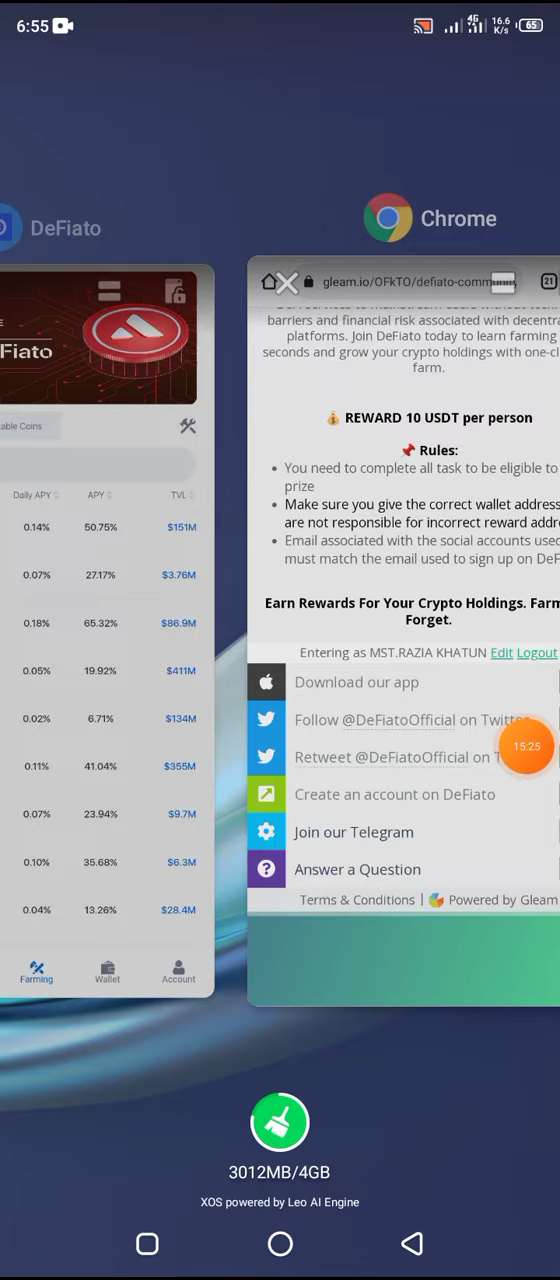 6:55
4G
16.6
K/s
65
DeFiato
Chrome
gleam.io/OFkTO/defiato-comm
E
Fiato
barriers and financial risk associated with decentra
platforms. Join DeFiato today to learn farming
seconds and grow your crypto holdings with one-cl
farm.
REWARD 10 USDT per person
Rules:
You need to complete all task to be eligible to
prize
Make sure you give the correct wallet address
are not responsible for incorrect reward addr
Email associated with the social accounts used
must match the email used to sign up on DeF
Earn Rewards For Your Crypto Holdings. Farm
Forget.
Entering as MST.RAZIA KHATUN Edit Logout
Download our app
Follow @DeFiatoOfficial on Twitter
Retweet @DeFiatoOfficial on T
Create an account on DeFiato
Join our Telegram
Answer a Question
Terms & Conditions | Powered by Gleam
21
15:25
table Coins
Daily APY APY TVL
0.14% 50.75% $151M
0.07% 27.17% $3.76M
0.18% 65.32% $86.9M
0.05% 19.92% $411M
0.02% 6.71% $134M
0.11% 41.04% $355M
0.07% 23.94% $9.7M
0.10% 35.68% $6.3M
0.04% 13.26% $28.4M
Farming Wallet Account
3012MB/4GB
XOS powered by Leo AI Engine